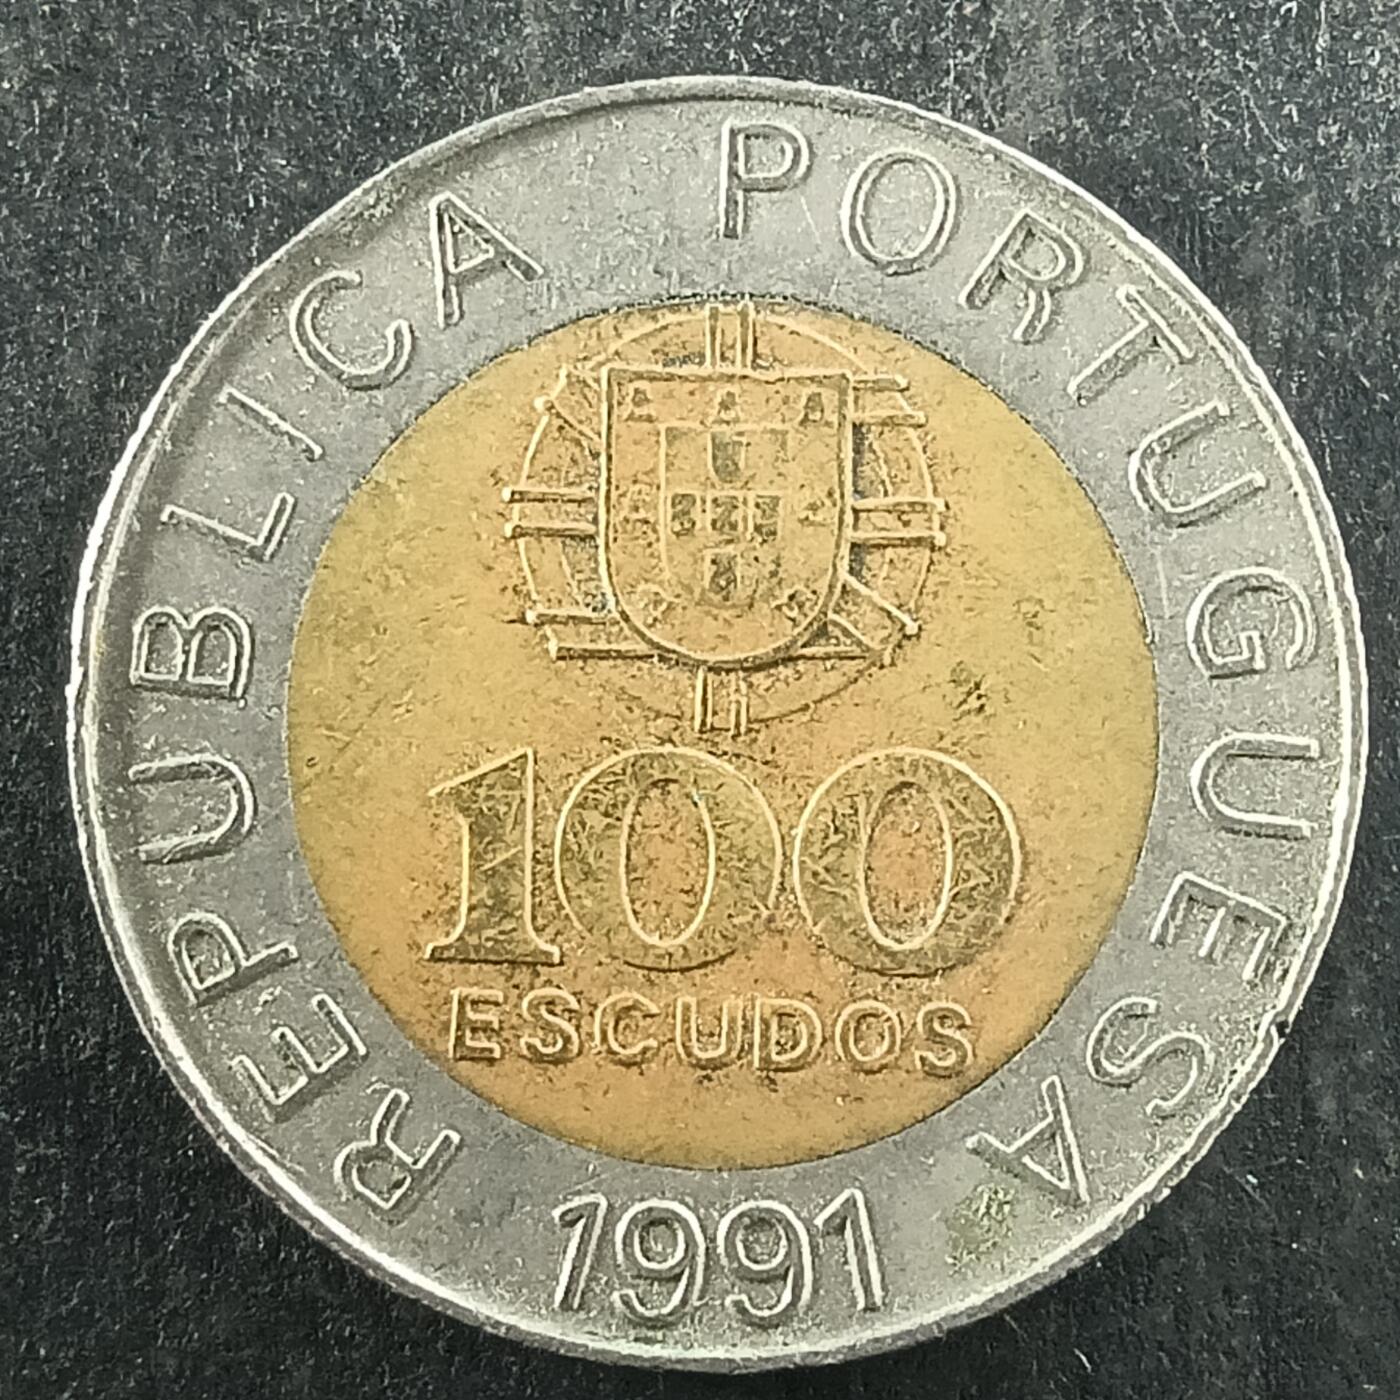 REPUBLICA PORTUGUESA
100
ESCUDOS
1991